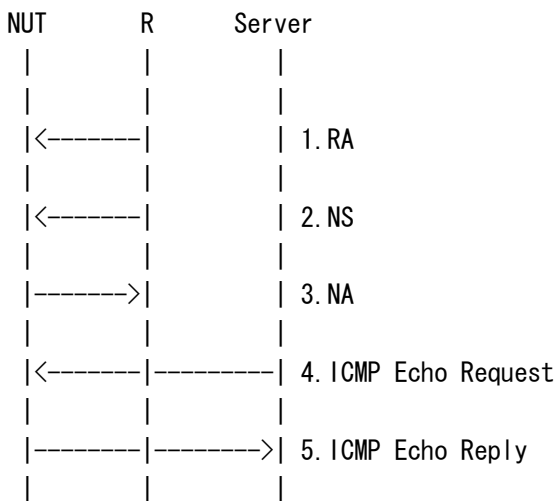 NUT R Server
| | |
| | |
|<-------| | 1.RA
| | |
|<-------| | 2.NS
| | |
|------->| | 3.NA
| | |
|<-------|---------| 4.ICMP Echo Request
| | |
|--------|-------->| 5.ICMP Echo Reply
| | |